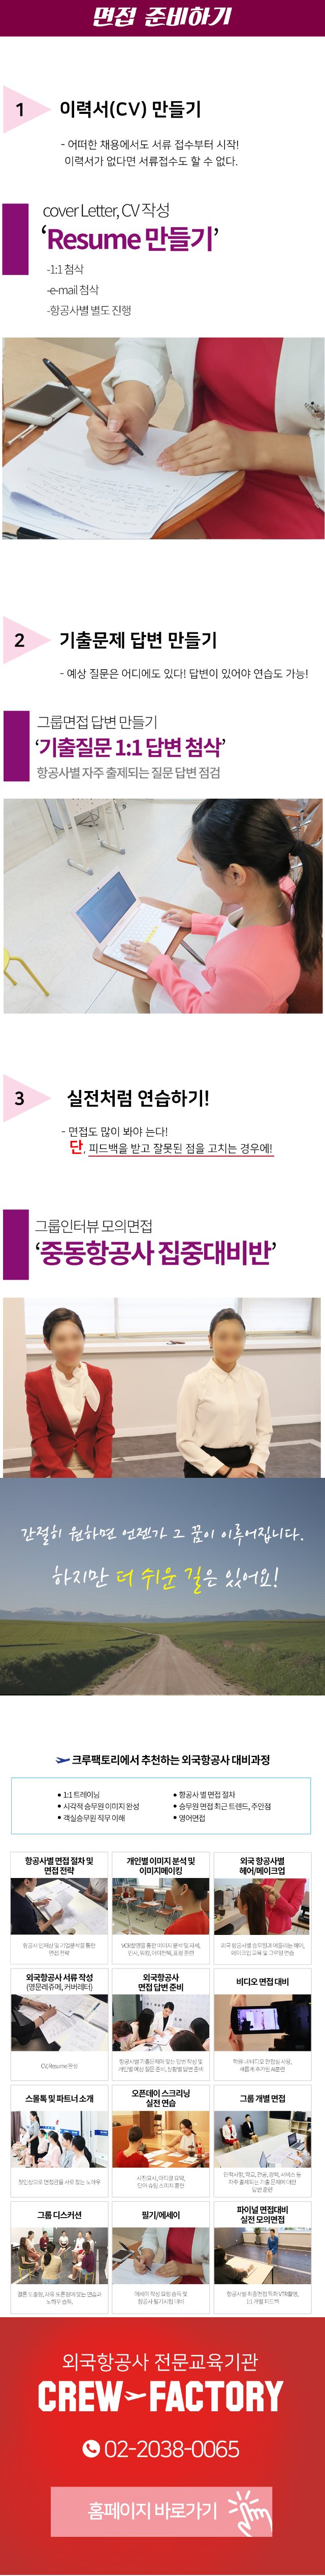 면접 준비하기
1
이력서(CV) 만들기
- 어떠한 채용에서도 서류 접수부터 시작!
이력서가 없다면 서류접수도 할 수 없다.
cover Letter, CV 작성
‘Resume 만들기’
-1:1 첨삭
-e-mail 첨삭
-항공사별 별도 진행
2
기출문제 답변 만들기
- 예상 질문은 어디에도 있다! 답변이 있어야 연습도 가능!
그룹면접 답변 만들기
‘기출질문 1:1 답변 첨삭’
항공사별 자주 출제되는 질문 답변 점검
3
실전처럼 연습하기!
- 면접도 많이 봐야 는다!
단, 피드백을 받고 잘못된 점을 고치는 경우에!
그룹인터뷰 모의면접
‘중동항공사 집중대비반’
간절히 원하면 언젠가 그 꿈이 이루어집니다.
하지만 더 쉬운 길은 있어요!
크루팩토리에서 추천하는 외국항공사 대비과정
• 1:1 트레이닝
• 시각적 승무원 이미지 완성
• 객실승무원 직무 이해
• 항공사 별 면접 절차
• 승무원 면접 최근 트렌드, 주안점
• 영어면접
항공사별 면접 절차 및
면접 전략
개인별 이미지 분석 및
이미지메이킹
외국 항공사별
헤어/메이크업
항공사 인재상 및 기업분석을 통한
면접 전략
외국항공사 서류 작성
(영문레쥬메, 커버레터)
외국항공사
면접 답변 준비
비디오 면접 대비
CV, Resume 완성
스몰톡 및 파트너 소개
오픈데이 스크리닝
실전 연습
그룹 개별 면접
그룹 디스커션
필기/에세이
파이널 면접대비
실전 모의면접
외국항공사 전문교육기관
CREW FACTORY
02-2038-0065
홈페이지 바로가기